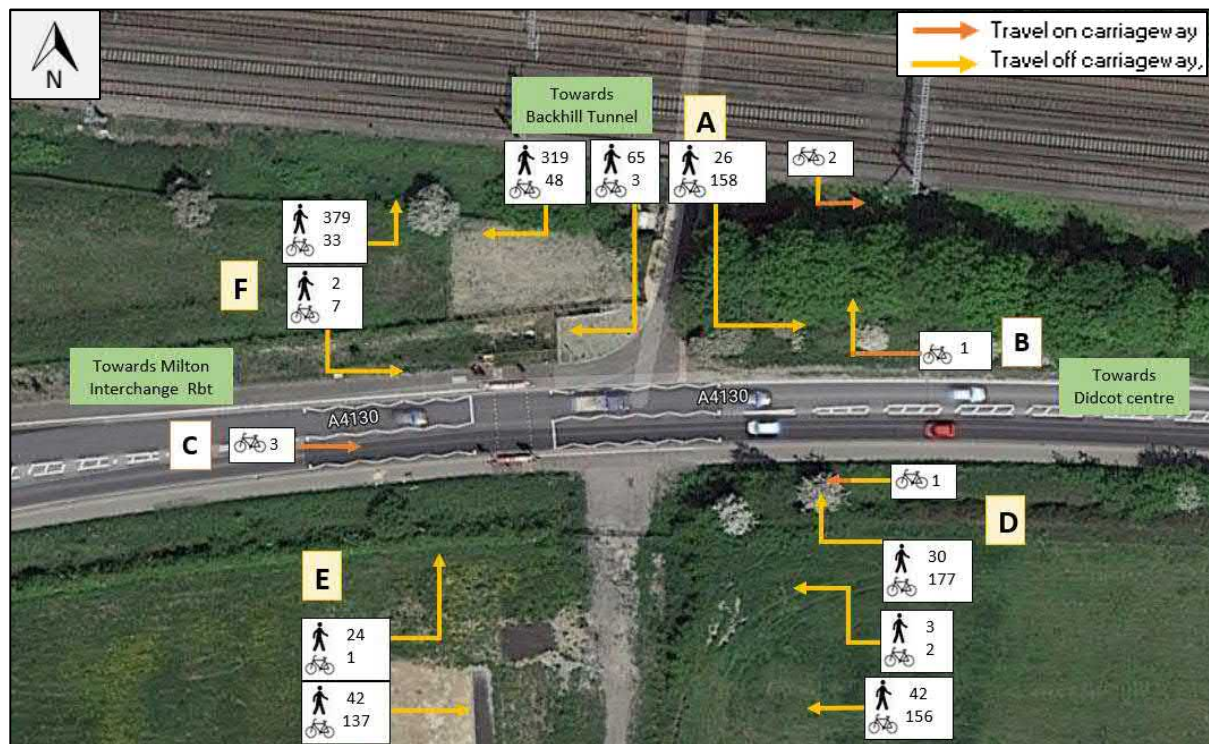 N
Travel on carriageway
Travel off carriageway,
Towards
Backhill Tunnel
A
319
48
65
3
26
158
2
379
33
F
2
7
1
B
Towards Milton
Interchange Rbt
Towards
Didcot centre
A4130
A4130
C
3
1
D
30
177
E
24
1
3
2
42
137
42
156